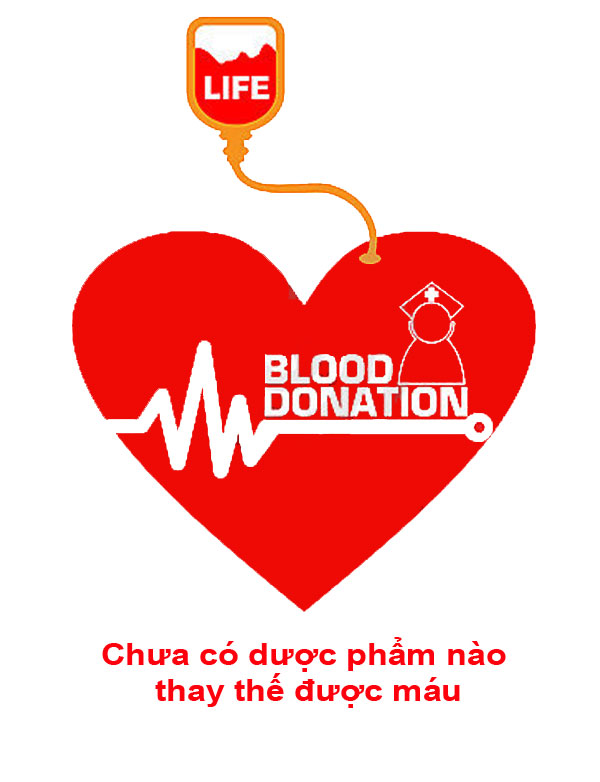 LIFE
BLOOD
DONATION
Chưa có dược phẩm nào
thay thế được máu